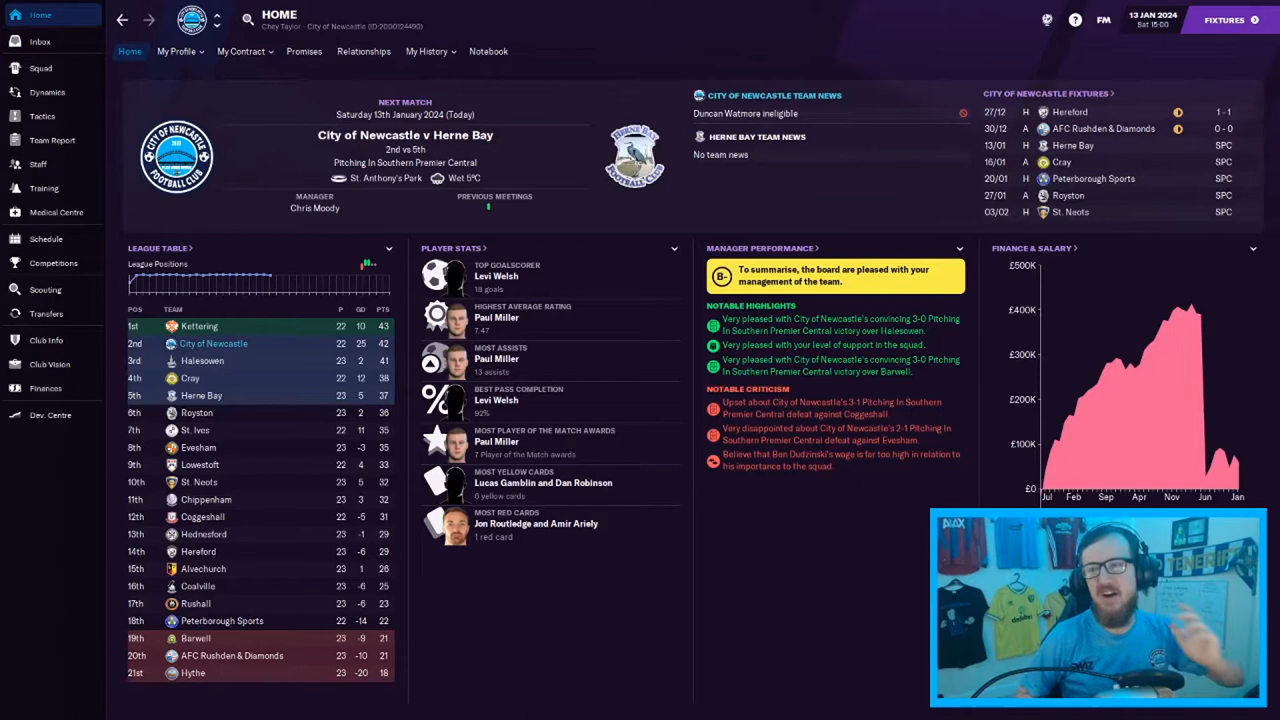 Home
Inbox
Squad
Dynamics
Tactics
Team Report
Staff
Training
Medical Centre
Schedule
Competitions
Scouting
Transfers
Club Info
Club Vision
Finances
Dev. Centre
HOME
Chey Taylor - City of Newcastle (ID:2000124490)
FM
13 JAN 2024
Sat 15:00
FIXTURES
Home
My Profile
My Contract
Promises
Relationships
My History
Notebook
CITY OF NEWCASTLE
FOOTBALL CLUB
NEXT MATCH
Saturday 13th January 2024 (Today)
City of Newcastle v Herne Bay
2nd vs 5th
Pitching In Southern Premier Central
St. Anthony's Park Wet 5ºC
MANAGER
Chris Moody
PREVIOUS MEETINGS
HERNE BAY
FOOTBALL CLUB
CITY OF NEWCASTLE TEAM NEWS
Duncan Watmore ineligible
HERNE BAY TEAM NEWS
No team news
CITY OF NEWCASTLE FIXTURES >
27/12 H Hereford 1 - 1
30/12 A AFC Rushden & Diamonds 0 - 0
13/01 H Herne Bay SPC
16/01 A Cray SPC
20/01 H Peterborough Sports SPC
27/01 A Royston SPC
03/02 H St. Neots SPC
LEAGUE TABLE >
League Positions
POS TEAM P GD PTS
1st Kettering 22 10 43
2nd City of Newcastle 22 25 42
3rd Halesowen 23 2 41
4th Cray 22 12 38
5th Herne Bay 23 5 37
6th Royston 23 2 36
7th St. Ives 22 11 35
8th Evesham 23 -3 35
9th Lowestoft 22 4 33
10th St. Neots 23 5 32
11th Chippenham 23 3 32
12th Coggeshall 22 -5 31
13th Hednesford 23 -1 29
14th Hereford 23 -6 29
15th Alvechurch 23 1 26
16th Coalville 23 -6 25
17th Rushall 23 -6 23
18th Peterborough Sports 22 -14 22
19th Barwell 23 -9 21
20th AFC Rushden & Diamonds 23 -10 21
21st Hythe 23 -20 18
PLAYER STATS >
TOP GOALSCORER
Levi Welsh
18 goals
HIGHEST AVERAGE RATING
Paul Miller
7.47
MOST ASSISTS
Paul Miller
13 assists
BEST PASS COMPLETION
Levi Welsh
92%
MOST PLAYER OF THE MATCH AWARDS
Paul Miller
7 Player of the Match awards
MOST YELLOW CARDS
Lucas Gamblin and Dan Robinson
6 yellow cards
MOST RED CARDS
Jon Routledge and Amir Ariely
1 red card
MANAGER PERFORMANCE >
B-
To summarise, the board are pleased with your
management of the team.
NOTABLE HIGHLIGHTS
Very pleased with City of Newcastle's convincing 3-0 Pitching
In Southern Premier Central victory over Halesowen.
Very pleased with your level of support in the squad.
Very pleased with City of Newcastle's convincing 3-0 Pitching
In Southern Premier Central victory over Barwell.
NOTABLE CRITICISM
Upset about City of Newcastle's 3-1 Pitching In Southern
Premier Central defeat against Coggeshall.
Very disappointed about City of Newcastle's 2-1 Pitching In
Southern Premier Central defeat against Evesham.
Believe that Ben Dudzinski's wage is far too high in relation to
his importance to the squad.
FINANCE & SALARY >
£500K
£400K
£300K
£200K
£100K
£0
Jul Feb Sep Apr Nov Jun Jan
TENERIF